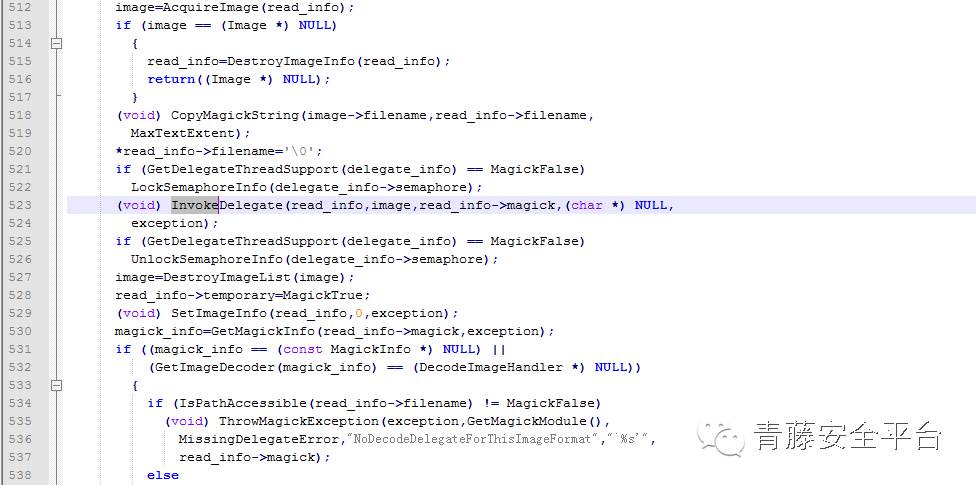 512 image=AcquireImage(read_info);
513 if (image == (Image *) NULL)
514 {
515 read_info=DestroyImageInfo(read_info);
516 return((Image *) NULL);
517 }
518 (void) CopyMagickString(image->filename,read_info->filename,
519 MaxTextExtent);
520 *read_info->filename='\0';
521 if (GetDelegateThreadSupport(delegate_info) == MagickFalse)
522 LockSemaphoreInfo(delegate_info->semaphore);
523 (void) InvokeDelegate(read_info,image,read_info->magick,(char *) NULL,
524 exception);
525 if (GetDelegateThreadSupport(delegate_info) == MagickFalse)
526 UnlockSemaphoreInfo(delegate_info->semaphore);
527 image=DestroyImageList(image);
528 read_info->temporary=MagickTrue;
529 (void) SetImageInfo(read_info,0,exception);
530 magick_info=GetMagickInfo(read_info->magick,exception);
531 if ((magick_info == (const MagickInfo *) NULL) ||
532 (GetImageDecoder(magick_info) == (DecodeImageHandler *) NULL))
533 {
534 if (IsPathAccessible(read_info->filename) != MagickFalse)
535 (void) ThrowMagickException(exception,GetMagickModule(),
536 MissingDelegateError,"NoDecodeDelegateForThisImageFormat","`%s'",
537 read_info->magick);
538 else
青藤安全平台